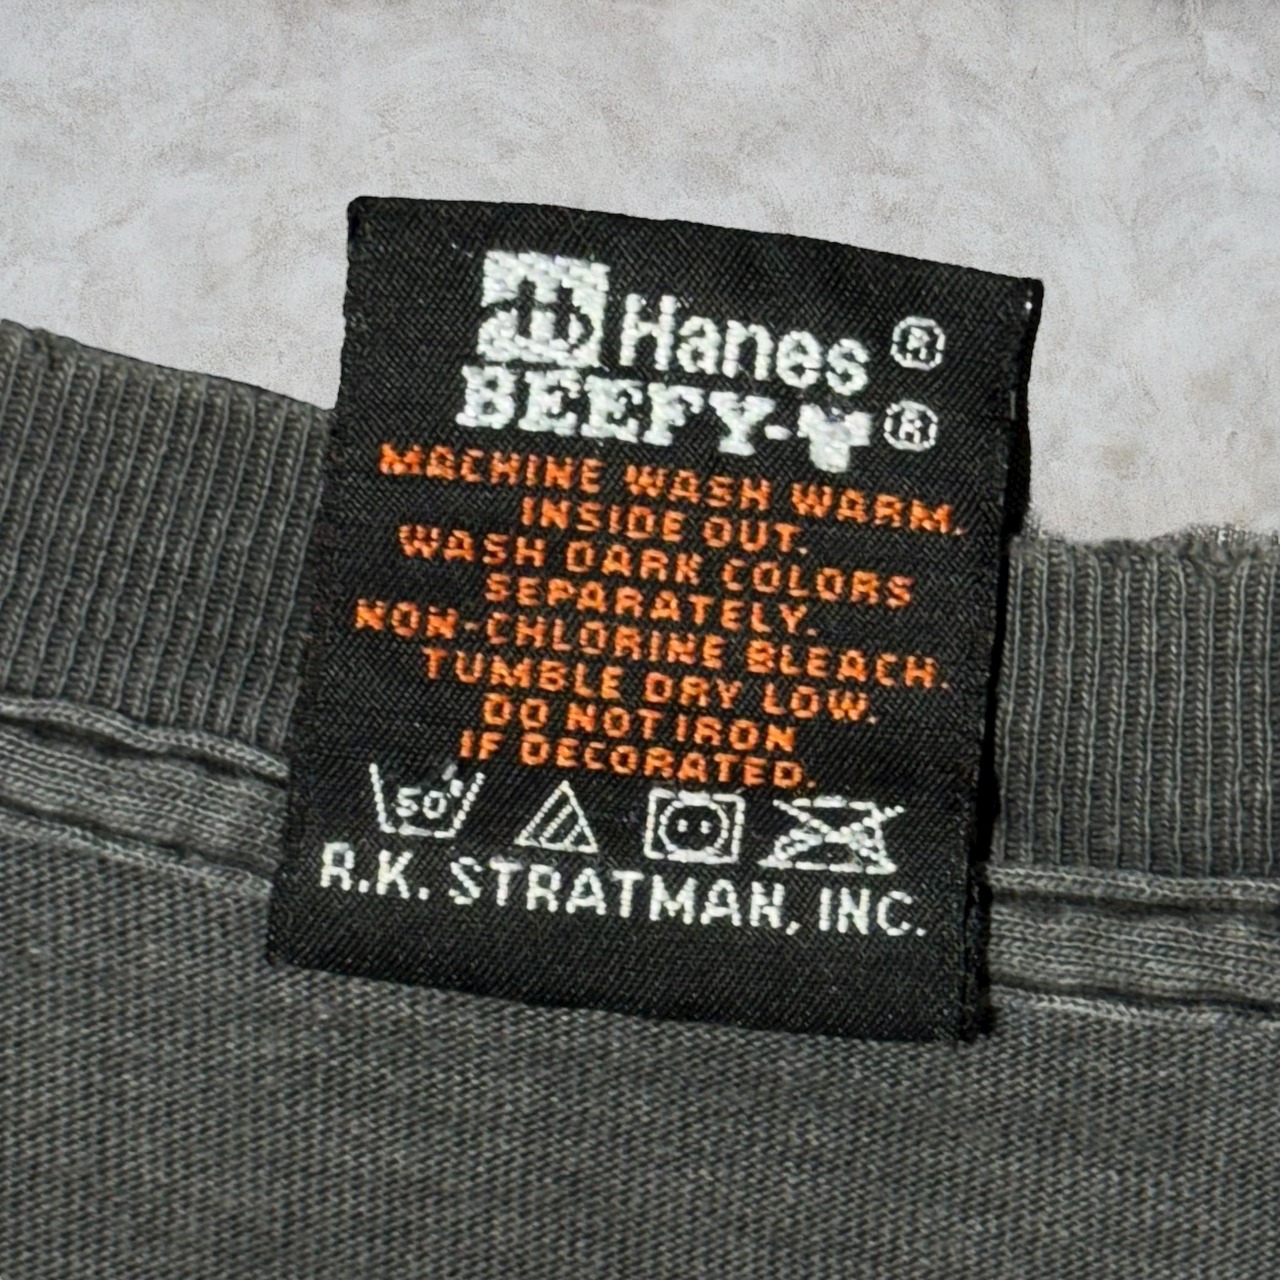 Hanes ®
BEEFY-T ®
MACHINE WASH WARM.
INSIDE OUT.
WASH DARK COLORS
SEPARATELY.
NON-CHLORINE BLEACH.
TUMBLE DRY LOW.
DO NOT IRON
IF DECORATED.
50°
R.K. STRATMAN, INC.